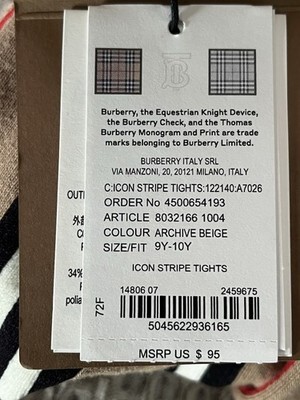 Burberry, the Equestrian Knight Device,
the Burberry Check, and the Thomas
Burberry Monogram and Print are trade
marks belonging to Burberry Limited.
BURBERRY ITALY SRL
VIA MANZONI, 20, 20121 MILANO, ITALY
C:ICON STRIPE TIGHTS:122140:A7026
ORDER No 4500654193
ARTICLE 8032166 1004
COLOUR ARCHIVE BEIGE
SIZE/FIT 9Y-10Y
ICON STRIPE TIGHTS
14806 07 2459675
72F
5045622936165
MSRP US $ 95
OUT
34%
polia